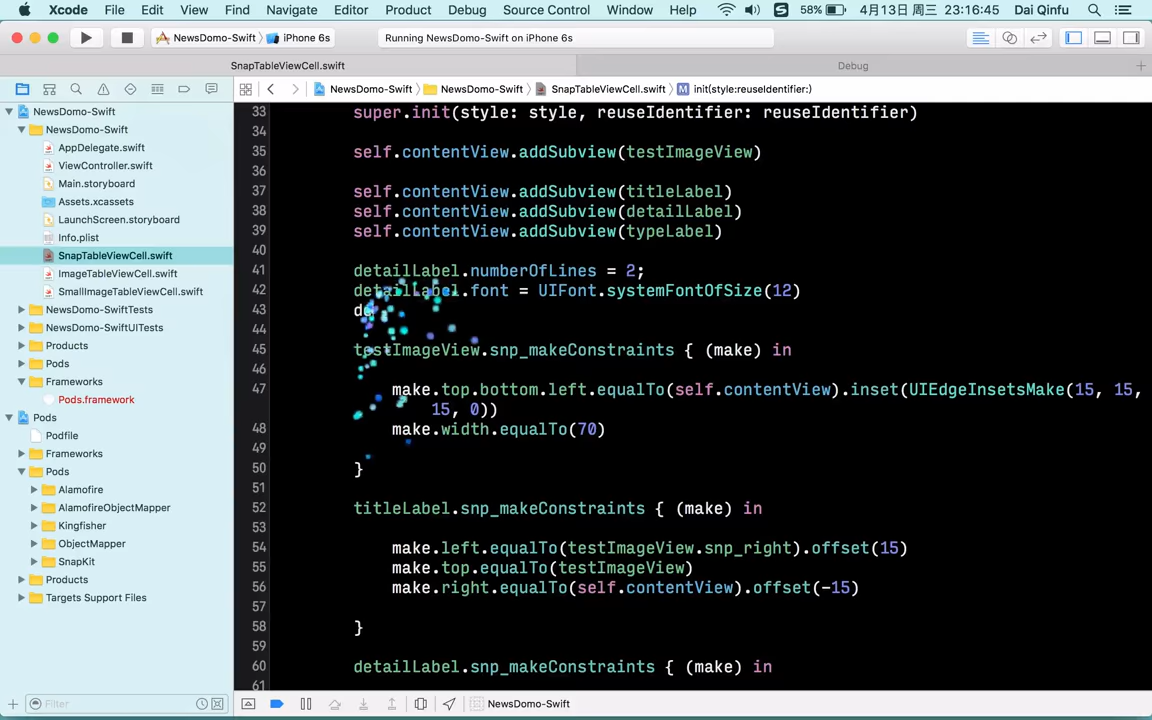 Xcode File Edit View Find Navigate Editor Product Debug Source Control Window Help 58% 4月13日 周三 23:16:45 Dai Qinfu
NewsDomo-Swift iPhone 6s Running NewsDomo-Swift on iPhone 6s
SnapTableViewCell.swift Debug
NewsDomo-Swift NewsDomo-Swift SnapTableViewCell.swift M init(style:reuseIdentifier:)
NewsDomo-Swift
NewsDomo-Swift
AppDelegate.swift
ViewController.swift
Main.storyboard
Assets.xcassets
LaunchScreen.storyboard
Info.plist
SnapTableViewCell.swift
ImageTableViewCell.swift
SmallImageTableViewCell.swift
NewsDomo-SwiftTests
NewsDomo-SwiftUITests
Products
Pods
Frameworks
Pods.framework
Pods
Podfile
Frameworks
Pods
Alamofire
AlamofireObjectMapper
Kingfisher
ObjectMapper
SnapKit
Products
Targets Support Files
Filter
33 super.init(style: style, reuseIdentifier: reuseIdentifier)
34
35 self.contentView.addSubview(testImageView)
36
37 self.contentView.addSubview(titleLabel)
38 self.contentView.addSubview(detailLabel)
39 self.contentView.addSubview(typeLabel)
40
41 detailLabel.numberOfLines = 2;
42 detailLabel.font = UIFont.systemFontOfSize(12)
43 de
44
45 testImageView.snp_makeConstraints { (make) in
46
47 make.top.bottom.left.equalTo(self.contentView).inset(UIEdgeInsetsMake(15, 15,
15, 0))
48 make.width.equalTo(70)
49
50 }
51
52 titleLabel.snp_makeConstraints { (make) in
53
54 make.left.equalTo(testImageView.snp_right).offset(15)
55 make.top.equalTo(testImageView)
56 make.right.equalTo(self.contentView).offset(-15)
57
58 }
59
60 detailLabel.snp_makeConstraints { (make) in
61
NewsDomo-Swift